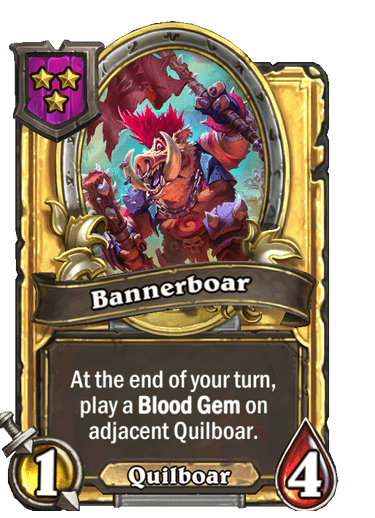 Bannerboar
At the end of your turn,
play a Blood Gem on
adjacent Quilboar.
1
Quilboar
4